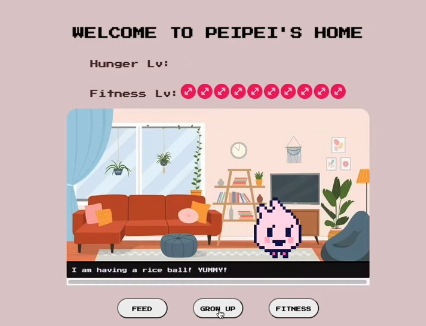 WELCOME TO PEIPEI'S HOME
Hunger Lv:
Fitness Lv:
I am having a rice ball! YUMMY!
FEED
GROW UP
FITNESS